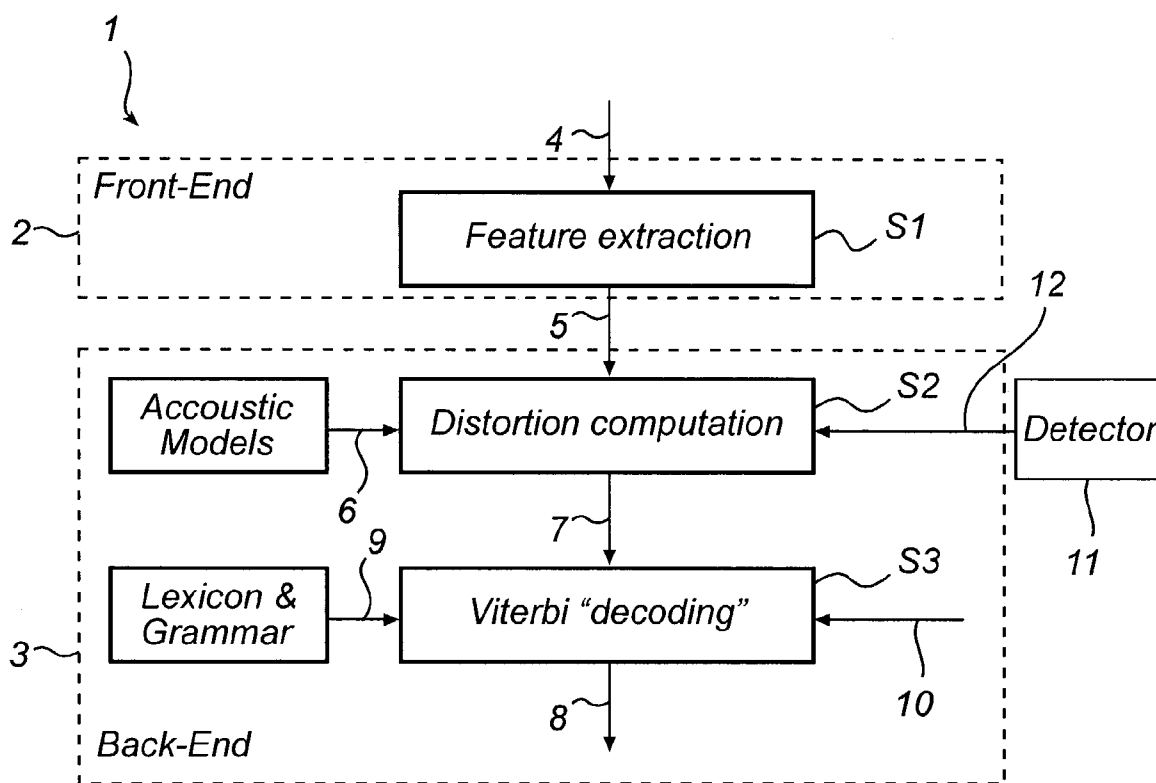 1
4
Front-End
2
Feature extraction
S1
5
12
Accoustic
Models
6
Distortion computation
S2
Detector
11
7
9
Lexicon &
Grammar
Viterbi “decoding”
S3
10
3
8
Back-End